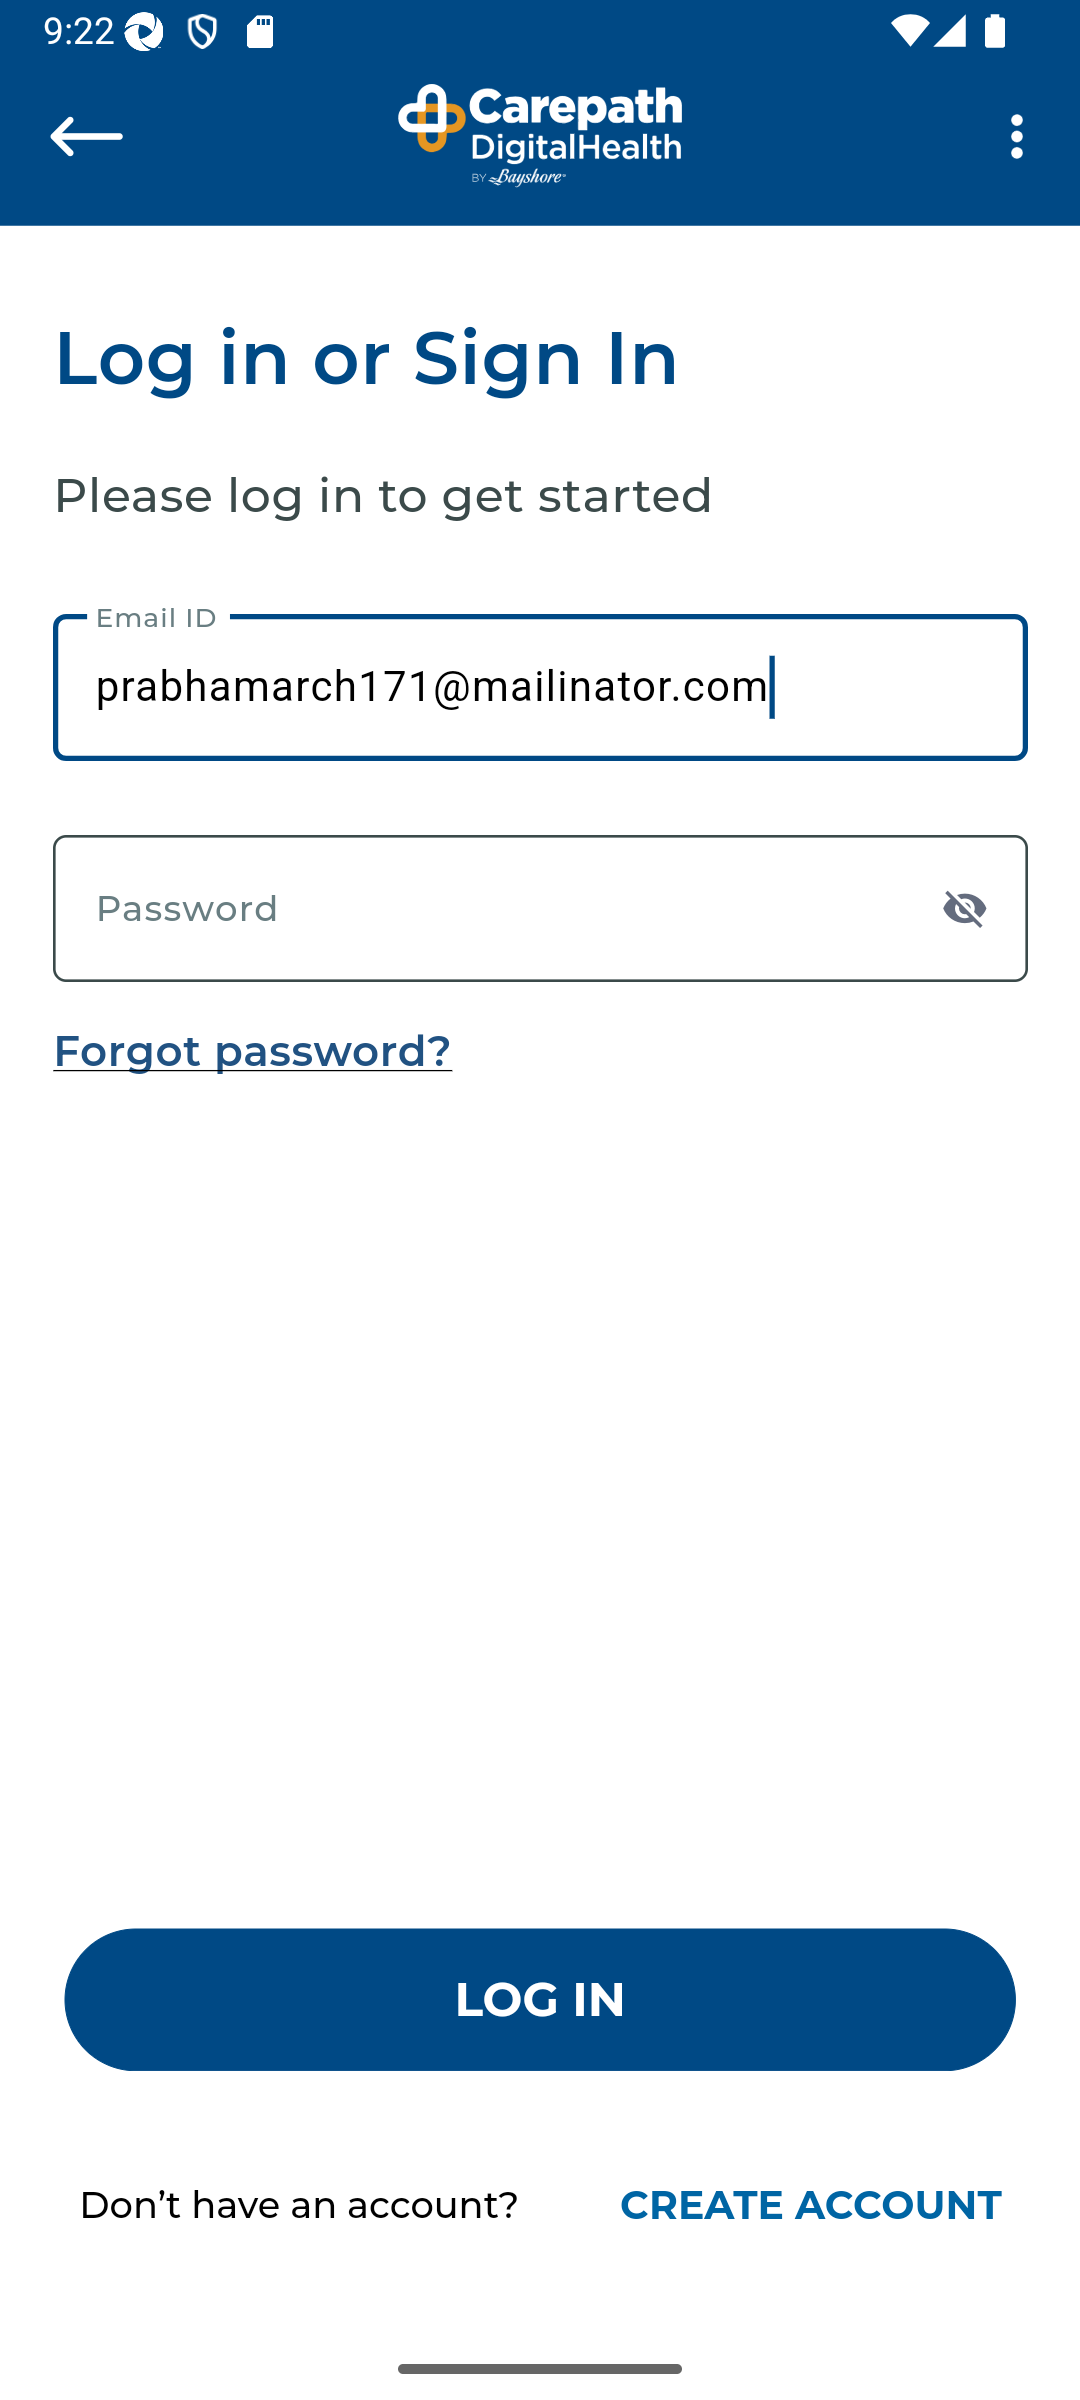 9:22
Carepath
DigitalHealth
BY Bayshore
Log in or Sign In
Please log in to get started
Email ID
prabhamarch171@mailinator.com
Password
Forgot password?
LOG IN
Don’t have an account? CREATE ACCOUNT